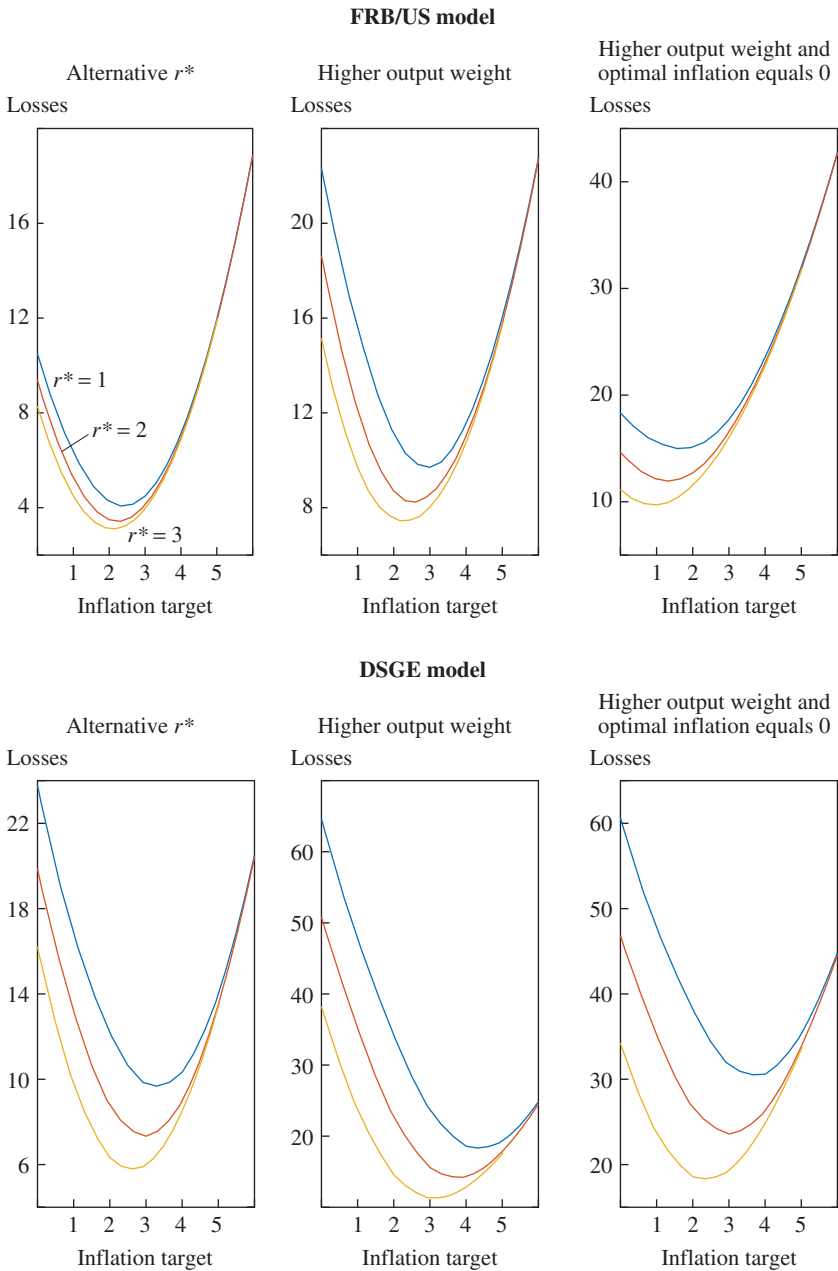 FRB/US model
Alternative r*
Higher output weight
Higher output weight and
optimal inflation equals 0
Losses
Losses
Losses
16
12
8
4
r* = 1
r* = 2
r* = 3
1 2 3 4 5
Inflation target
20
16
12
8
1 2 3 4 5
Inflation target
40
30
20
10
1 2 3 4 5
Inflation target
DSGE model
Alternative r*
Higher output weight
Higher output weight and
optimal inflation equals 0
Losses
Losses
Losses
22
18
14
10
6
1 2 3 4 5
Inflation target
60
50
40
30
20
1 2 3 4 5
Inflation target
60
50
40
30
20
1 2 3 4 5
Inflation target